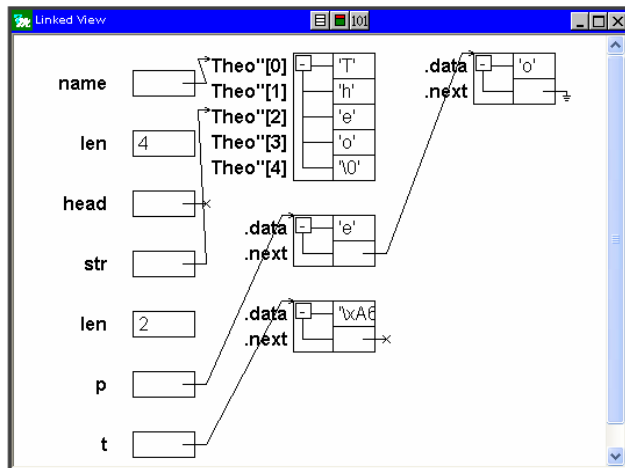 Linked View
101
name
Theo"[0] - 'T'
Theo"[1] 'h'
Theo"[2] 'e'
Theo"[3] 'o'
Theo"[4] '\0'
.data - 'o'
.next
len 4
head
str
.data - 'e'
.next
len 2
.data - '\xA6
.next
p
t